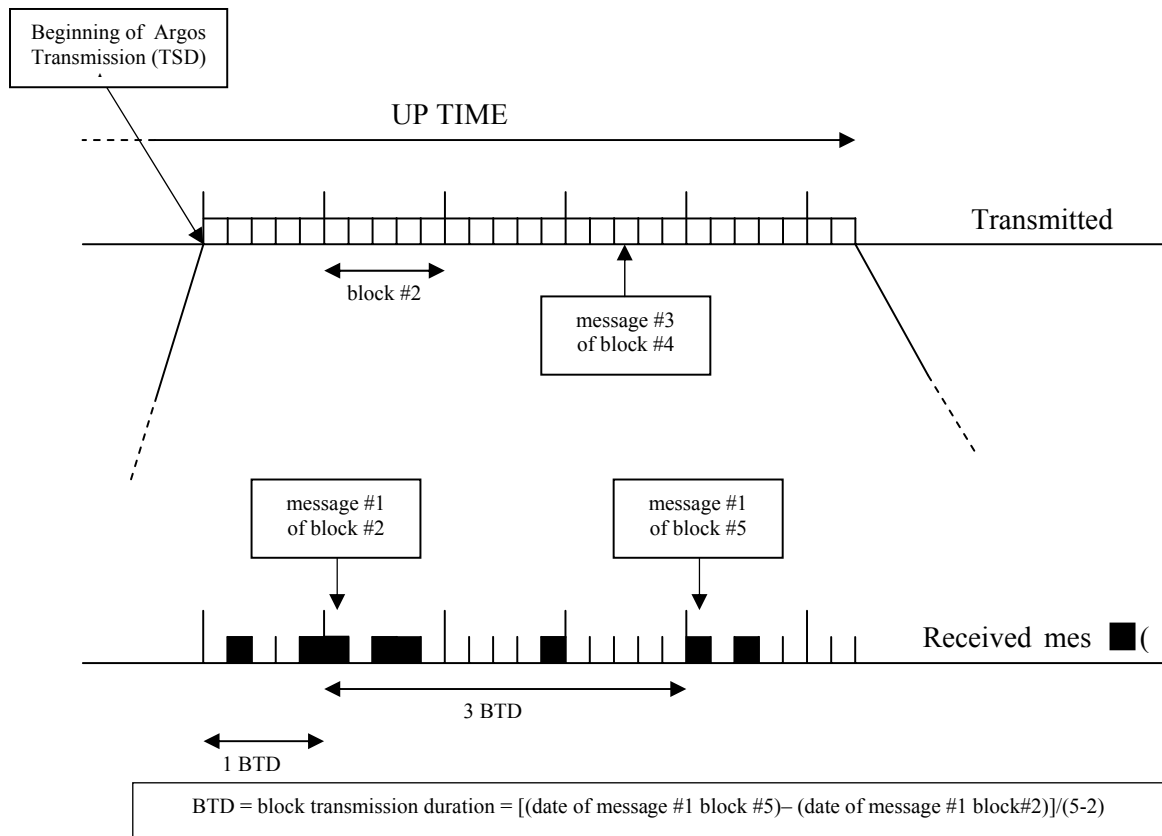 Beginning of Argos
Transmission (TSD)
UP TIME
Transmitted
block #2
message #3
of block #4
message #1
of block #2
message #1
of block #5
Received mes (
3 BTD
1 BTD
BTD = block transmission duration = [(date of message #1 block #5)– (date of message #1 block#2)]/(5-2)